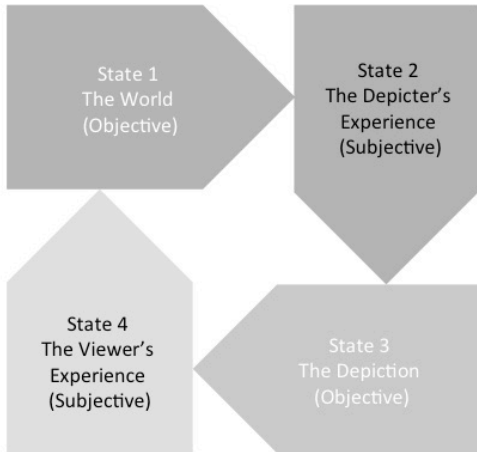 State 1
The World
(Objective)
State 2
The Depicter’s
Experience
(Subjective)
State 3
The Depiction
(Objective)
State 4
The Viewer’s
Experience
(Subjective)